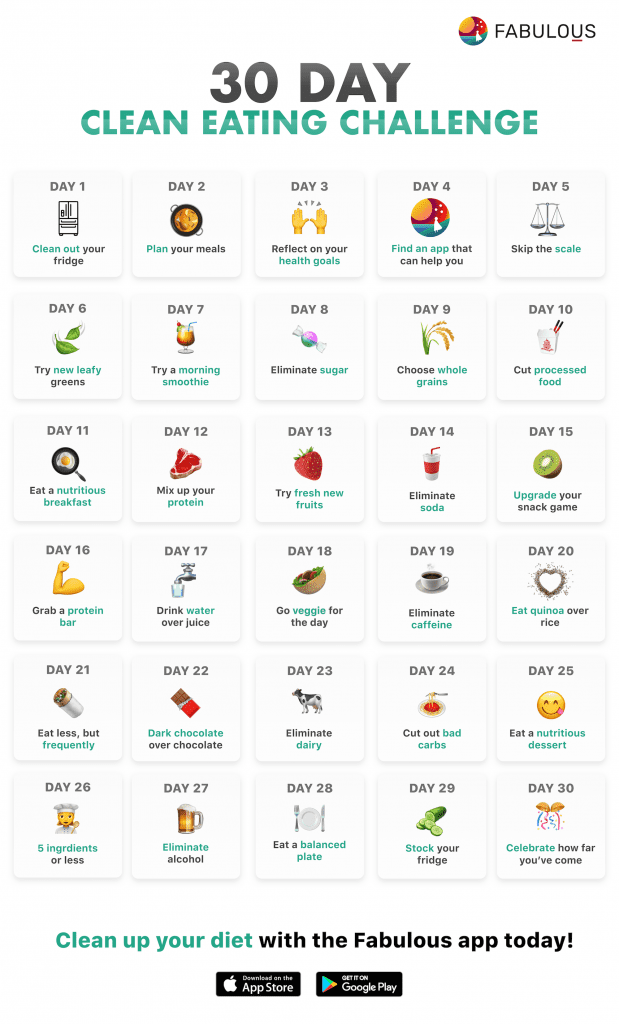 FABULOUS
30 DAY
CLEAN EATING CHALLENGE
DAY 1
Clean out your
fridge
DAY 2
Plan your meals
DAY 3
Reflect on your
health goals
DAY 4
Find an app that
can help you
DAY 5
Skip the scale
DAY 6
Try new leafy
greens
DAY 7
Try a morning
smoothie
DAY 8
Eliminate sugar
DAY 9
Choose whole
grains
DAY 10
Cut processed
food
DAY 11
Eat a nutritious
breakfast
DAY 12
Mix up your
protein
DAY 13
Try fresh new
fruits
DAY 14
Eliminate
soda
DAY 15
Upgrade your
snack game
DAY 16
Grab a protein
bar
DAY 17
Drink water
over juice
DAY 18
Go veggie for
the day
DAY 19
Eliminate
caffeine
DAY 20
Eat quinoa over
rice
DAY 21
Eat less, but
frequently
DAY 22
Dark chocolate
over chocolate
DAY 23
Eliminate
dairy
DAY 24
Cut out bad
carbs
DAY 25
Eat a nutritious
dessert
DAY 26
5 ingrdients
or less
DAY 27
Eliminate
alcohol
DAY 28
Eat a balanced
plate
DAY 29
Stock your
fridge
DAY 30
Celebrate how far
you've come
Clean up your diet with the Fabulous app today!
Download on the
App Store
GET IT ON
Google Play